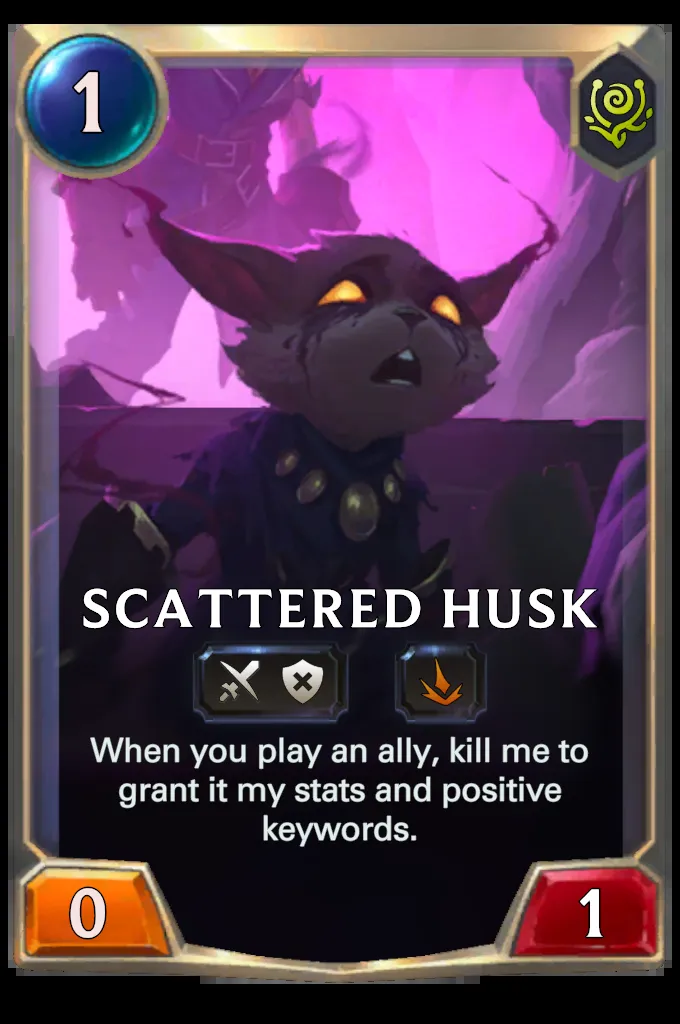 1
SCATTERED HUSK
When you play an ally, kill me to
grant it my stats and positive
keywords.
0
1